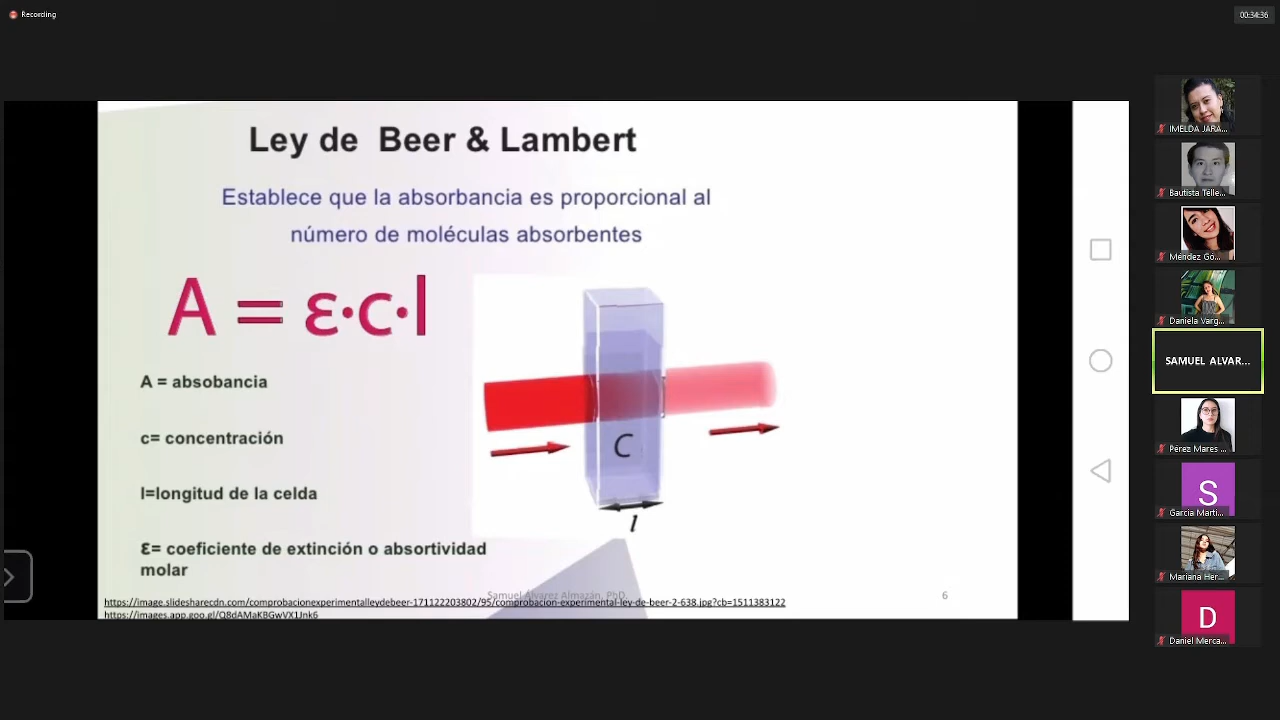 Recording
00:34:36
Ley de Beer & Lambert
Establece que la absorbancia es proporcional al
número de moléculas absorbentes
A = ε·c·l
A = absobancia
c= concentración
l=longitud de la celda
Ɛ= coeficiente de extinción o absortividad
molar
C
l
Samuel Alvarez Almazán, PhD.
6
https://image.slidesharecdn.com/comprobacionexperimentalleydebeer-171122203802/95/comprobacion-experimental-ley-de-beer-2-638.jpg?cb=1511383122
https://images.app.goo.gl/Q8dAMaKBGwVX1Jnk6
IMELDA JARA...
Bautista Telle...
Méndez Go...
Daniela Varg...
SAMUEL ALVAR...
Pérez Mares ...
S
Garcia Marti...
Mariana Her...
D
Daniel Merca...